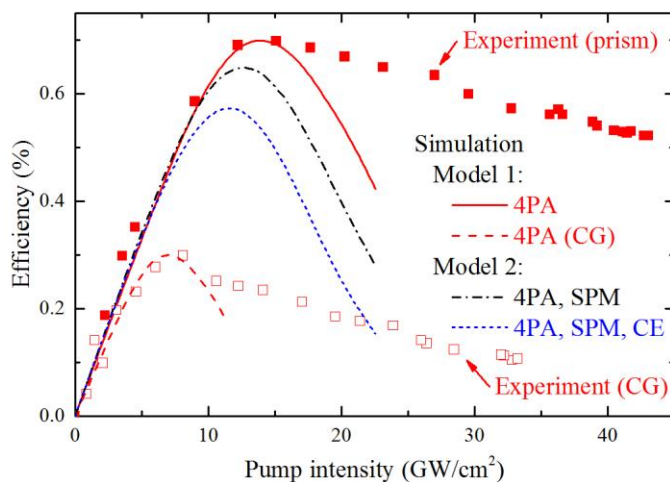 Efficiency (%)
0.6
0.4
0.2
0.0
Experiment (prism)
Simulation
Model 1:
4PA
4PA (CG)
Model 2:
4PA, SPM
4PA, SPM, CE
Experiment (CG)
0 10 20 30 40
Pump intensity (GW/cm²)